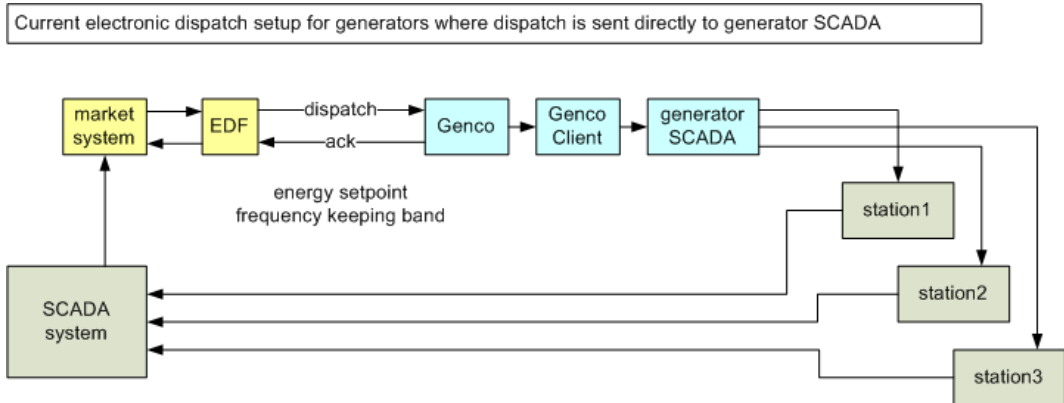 Current electronic dispatch setup for generators where dispatch is sent directly to generator SCADA
market
system
EDF
dispatch
ack
Genco
Genco
Client
generator
SCADA
energy setpoint
frequency keeping band
station1
station2
station3
SCADA
system